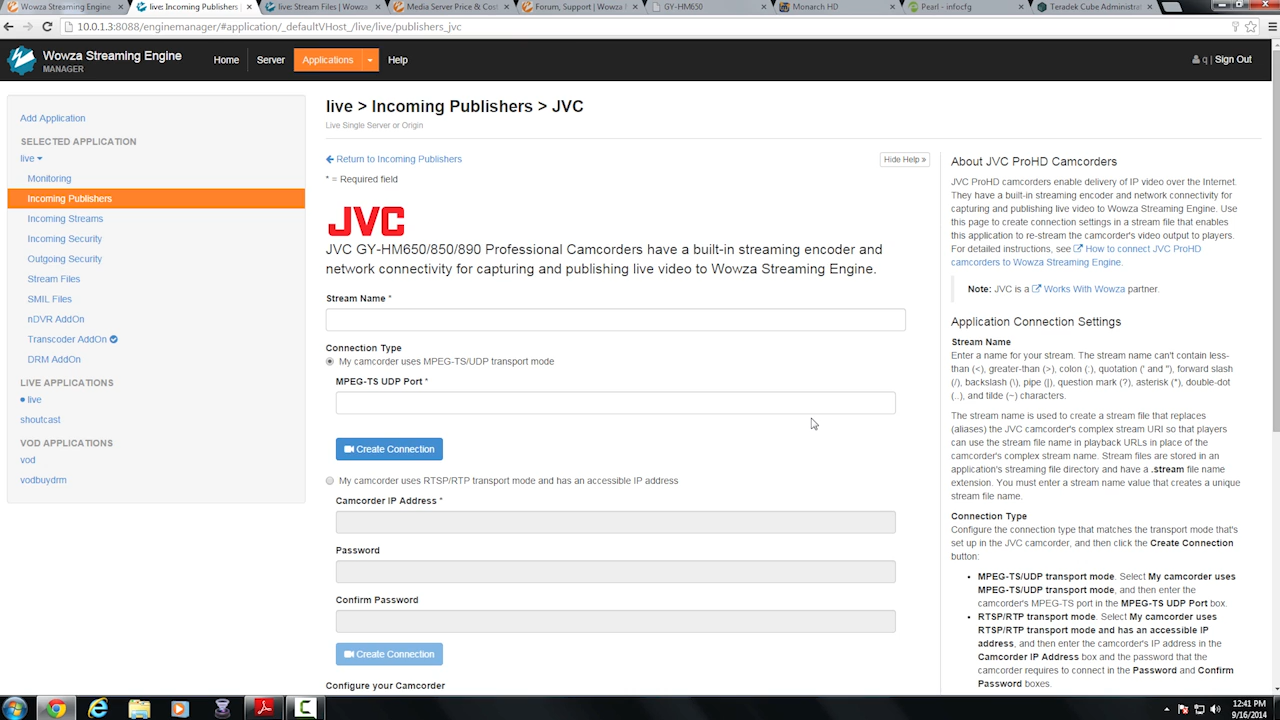 Wowza Streaming Engine
live: Incoming Publishers
live: Stream Files | Wowza
Media Server Price & Cost
Forum, Support | Wowza
GY-HM650
Monarch HD
Pearl - infocfg
Teradek Cube Administrat
10.0.1.3:8088/enginemanager/#application/_defaultVHost_/live/live/publishers_jvc
Wowza Streaming Engine
MANAGER
Home
Server
Applications
Help
q | Sign Out
Add Application
SELECTED APPLICATION
live
Monitoring
Incoming Publishers
Incoming Streams
Incoming Security
Outgoing Security
Stream Files
SMIL Files
nDVR AddOn
Transcoder AddOn
DRM AddOn
LIVE APPLICATIONS
live
shoutcast
VOD APPLICATIONS
vod
vodbuydrm
live > Incoming Publishers > JVC
Live Single Server or Origin
Return to Incoming Publishers
Hide Help »
* = Required field
JVC
JVC GY-HM650/850/890 Professional Camcorders have a built-in streaming encoder and
network connectivity for capturing and publishing live video to Wowza Streaming Engine.
Stream Name *
Connection Type
My camcorder uses MPEG-TS/UDP transport mode
MPEG-TS UDP Port *
Create Connection
My camcorder uses RTSP/RTP transport mode and has an accessible IP address
Camcorder IP Address *
Password
Confirm Password
Create Connection
Configure your Camcorder
About JVC ProHD Camcorders
JVC ProHD camcorders enable delivery of IP video over the Internet.
They have a built-in streaming encoder and network connectivity for
capturing and publishing live video to Wowza Streaming Engine. Use
this page to create connection settings in a stream file that enables
this application to re-stream the camcorder's video output to players.
For detailed instructions, see How to connect JVC ProHD
camcorders to Wowza Streaming Engine.
Note: JVC is a Works With Wowza partner.
Application Connection Settings
Stream Name
Enter a name for your stream. The stream name can't contain less-
than (<), greater-than (>), colon (:), quotation (' and "), forward slash
(/), backslash (\), pipe (|), question mark (?), asterisk (*), double-dot
(..), and tilde (~) characters.
The stream name is used to create a stream file that replaces
(aliases) the JVC camcorder's complex stream URI so that players
can use the stream file name in playback URLs in place of the
camcorder's complex stream name. Stream files are stored in an
application's streaming file directory and have a .stream file name
extension. You must enter a stream name value that creates a unique
stream file name.
Connection Type
Configure the connection type that matches the transport mode that's
set up in the JVC camcorder, and then click the Create Connection
button:
• MPEG-TS/UDP transport mode. Select My camcorder uses
MPEG-TS/UDP transport mode, and then enter the
camcorder's MPEG-TS port in the MPEG-TS UDP Port box.
• RTSP/RTP transport mode. Select My camcorder uses
RTSP/RTP transport mode and has an accessible IP
address, and then enter the camcorder's IP address in the
Camcorder IP Address box and the password that the
camcorder requires to connect in the Password and Confirm
Password boxes.
12:41 PM
9/16/2014